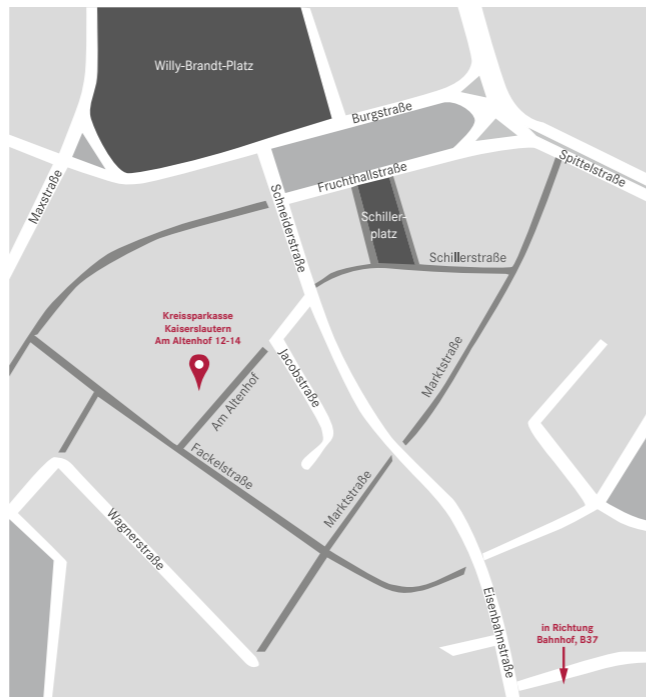 Willy-Brandt-Platz
Burgstraße
Spittelstraße
Maxstraße
Fruchthallstraße
Schneiderstraße
Schiller-
platz
Schillerstraße
Kreissparkasse
Kaiserslautern
Am Altenhof 12-14
Jacobstraße
Marktstraße
Am Altenhof
Fackelstraße
Marktstraße
Wagnerstraße
Eisenbahnstraße
in Richtung
Bahnhof, B37